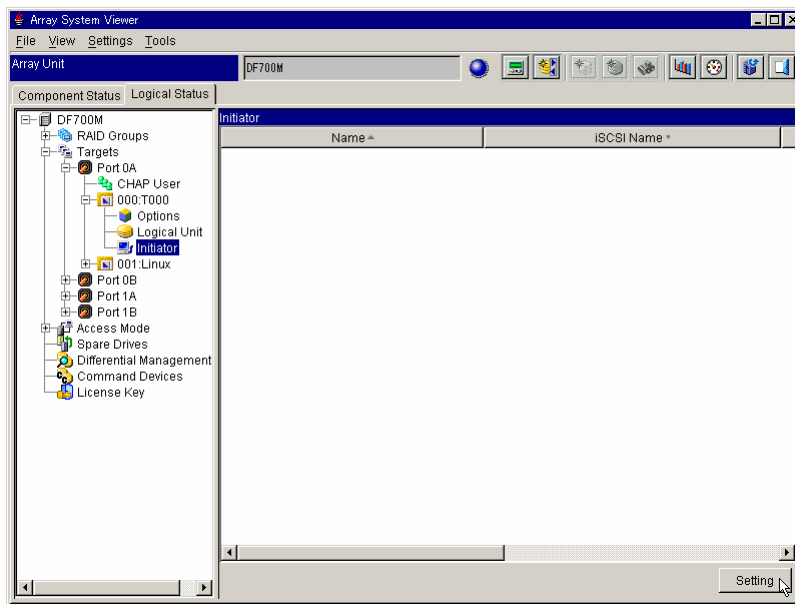 Array System Viewer
File View Settings Tools
Array Unit
DF700M
Component Status
Logical Status
DF700M
RAID Groups
Targets
Port 0A
CHAP User
000:T000
Options
Logical Unit
Initiator
001:Linux
Port 0B
Port 1A
Port 1B
Access Mode
Spare Drives
Differential Management
Command Devices
License Key
Initiator
Name
iSCSI Name
Setting